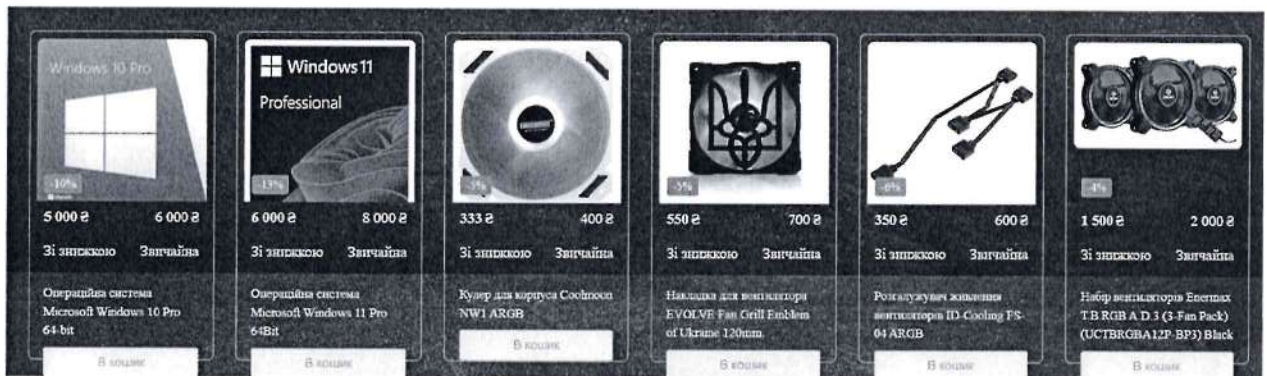 Windows 10 Pro
-10%
5 000 ₴ 6 000 ₴
Зі знижкою Звичайна
Операційна система
Microsoft Windows 10 Pro
64-bit
В кошик
Windows 11
Professional
-13%
6 000 ₴ 8 000 ₴
Зі знижкою Звичайна
Операційна система
Microsoft Windows 11 Pro
64Bit
В кошик
-5%
333 ₴ 400 ₴
Зі знижкою Звичайна
Кулер для корпуса Coolmoon
NW1 ARGB
В кошик
-5%
550 ₴ 700 ₴
Зі знижкою Звичайна
Накладка для вентилятора
EVOLVE Fan Grill Emblem
of Ukraine 120mm.
В кошик
-6%
350 ₴ 600 ₴
Зі знижкою Звичайна
Розгалужувач живлення
вентиляторів ID-Cooling FS-
04 ARGB
В кошик
-4%
1 500 ₴ 2 000 ₴
Зі знижкою Звичайна
Набір вентиляторів Enermax
T.B.RGB A.D.3 (3-Fan Pack)
(UCTBRGBA12P-BP3) Black
В кошик